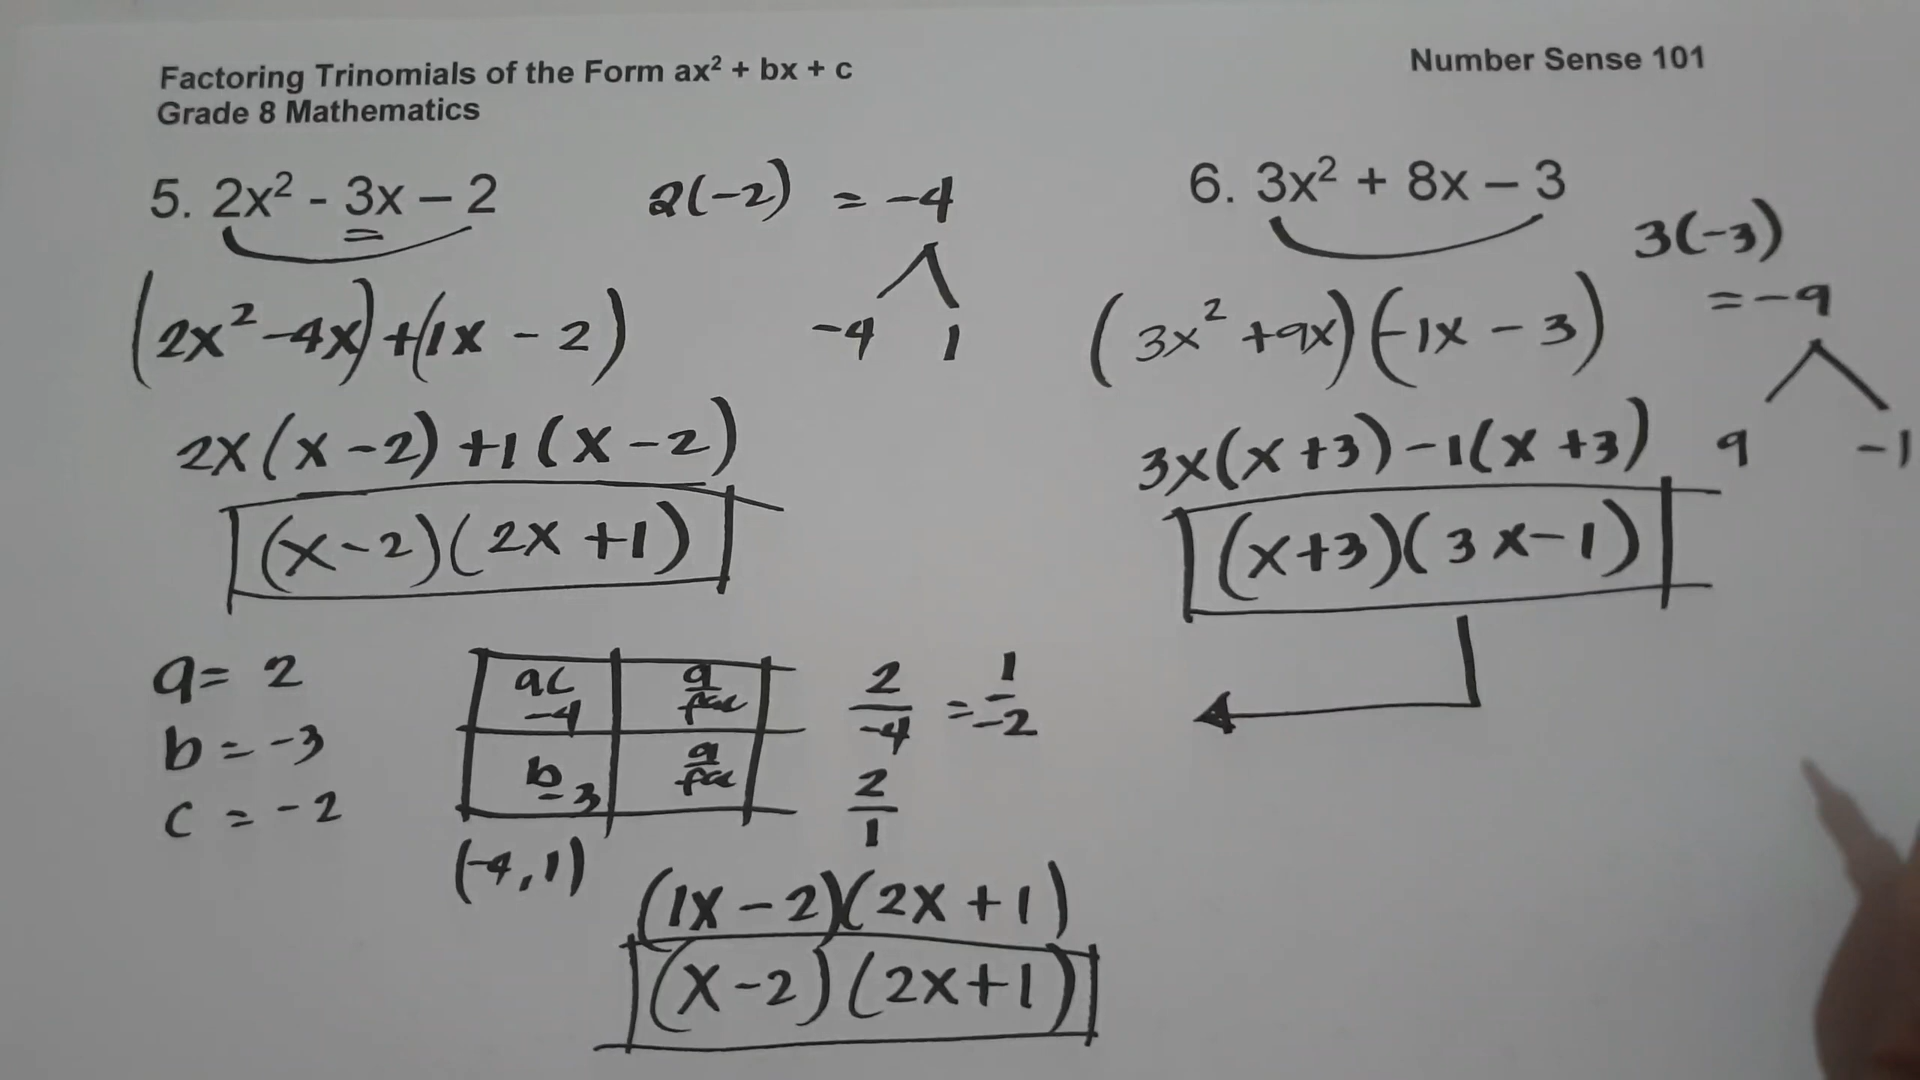 Factoring Trinomials of the Form ax² + bx + c
Grade 8 Mathematics
Number Sense 101
5. 2x² - 3x – 2
2(-2) = -4
-4 1
(2x² -4x) + (1x - 2)
2x(x - 2) +1(x - 2)
(x - 2)(2x + 1)
a = 2
b = -3
c = -2
ac a/fac
-4
b a/fac
-3
(-4, 1)
2/-4 = 1/-2
2/1
(1x - 2)(2x + 1)
(x - 2)(2x + 1)
6. 3x² + 8x – 3
3(-3)
= -9
9 -1
(3x² + 9x)(-1x - 3)
3x(x + 3) - 1(x + 3)
(x + 3)(3x - 1)